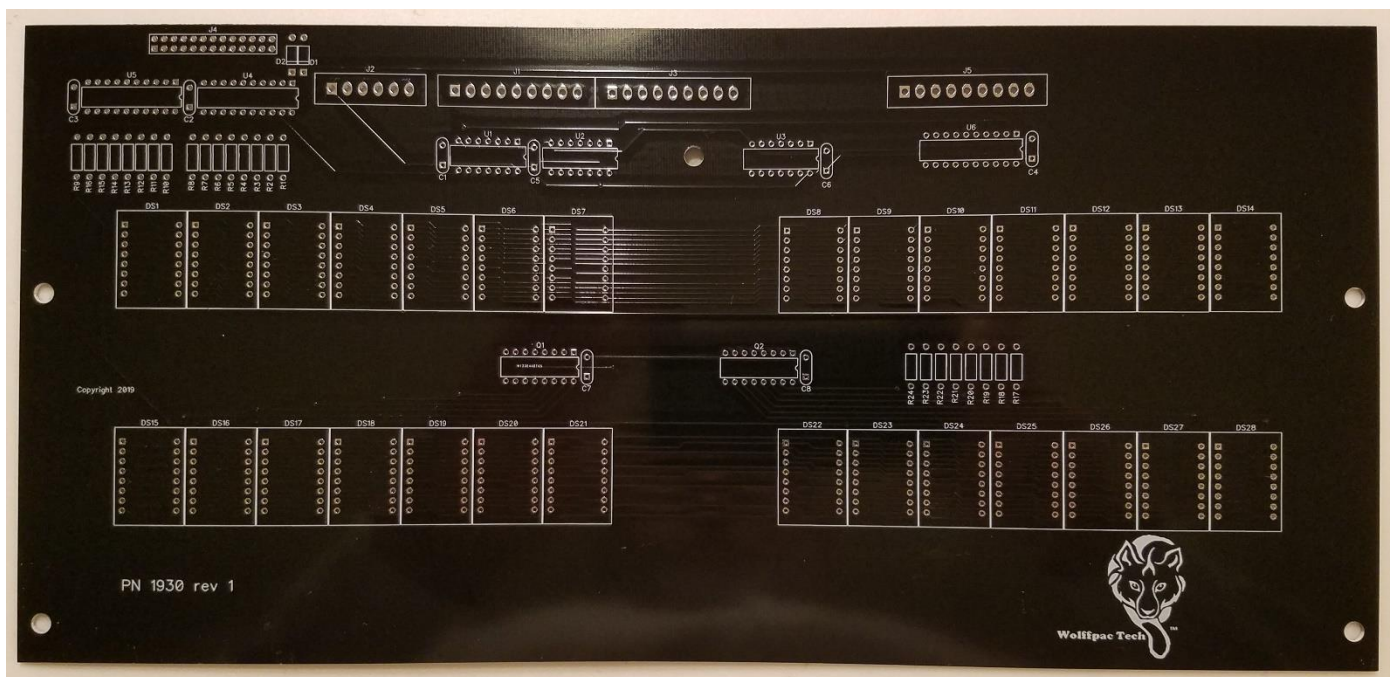 J4
D2 D1
U5 U4 J2 J1 J3 J5
C3 C2
U1 U2 U3 U6
C1 C5 C6 C4
R9 R16 R15 R14 R13 R12 R11 R10 R8 R7 R6 R5 R4 R3 R2 R1
DS1 DS2 DS3 DS4 DS5 DS6 DS7 DS8 DS9 DS10 DS11 DS12 DS13 DS14
Q1 Q2
C7 C8
R24 R23 R22 R21 R20 R19 R18 R17
Copyright 2019
DS15 DS16 DS17 DS18 DS19 DS20 DS21 DS22 DS23 DS24 DS25 DS26 DS27 DS28
PN 1930 rev 1
Wolffpac Tech ™